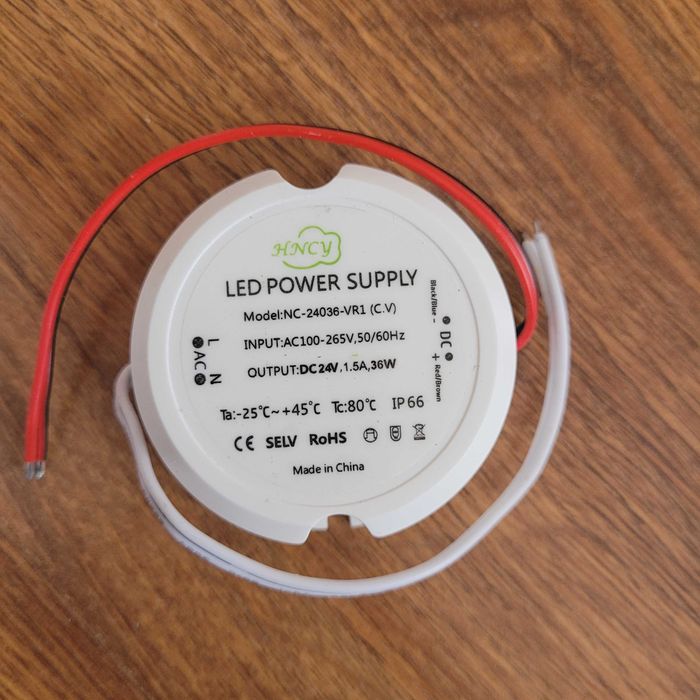 HNCY
LED POWER SUPPLY
Model:NC-24036-VR1 (C.V)
INPUT:AC100-265V,50/60Hz
OUTPUT:DC24V,1.5A,36W
Ta:-25℃~+45℃ Tc:80℃ IP66
CE SELV RoHS
Made in China
L
N
AC
Black/Blue -
DC
+ Red/Brown